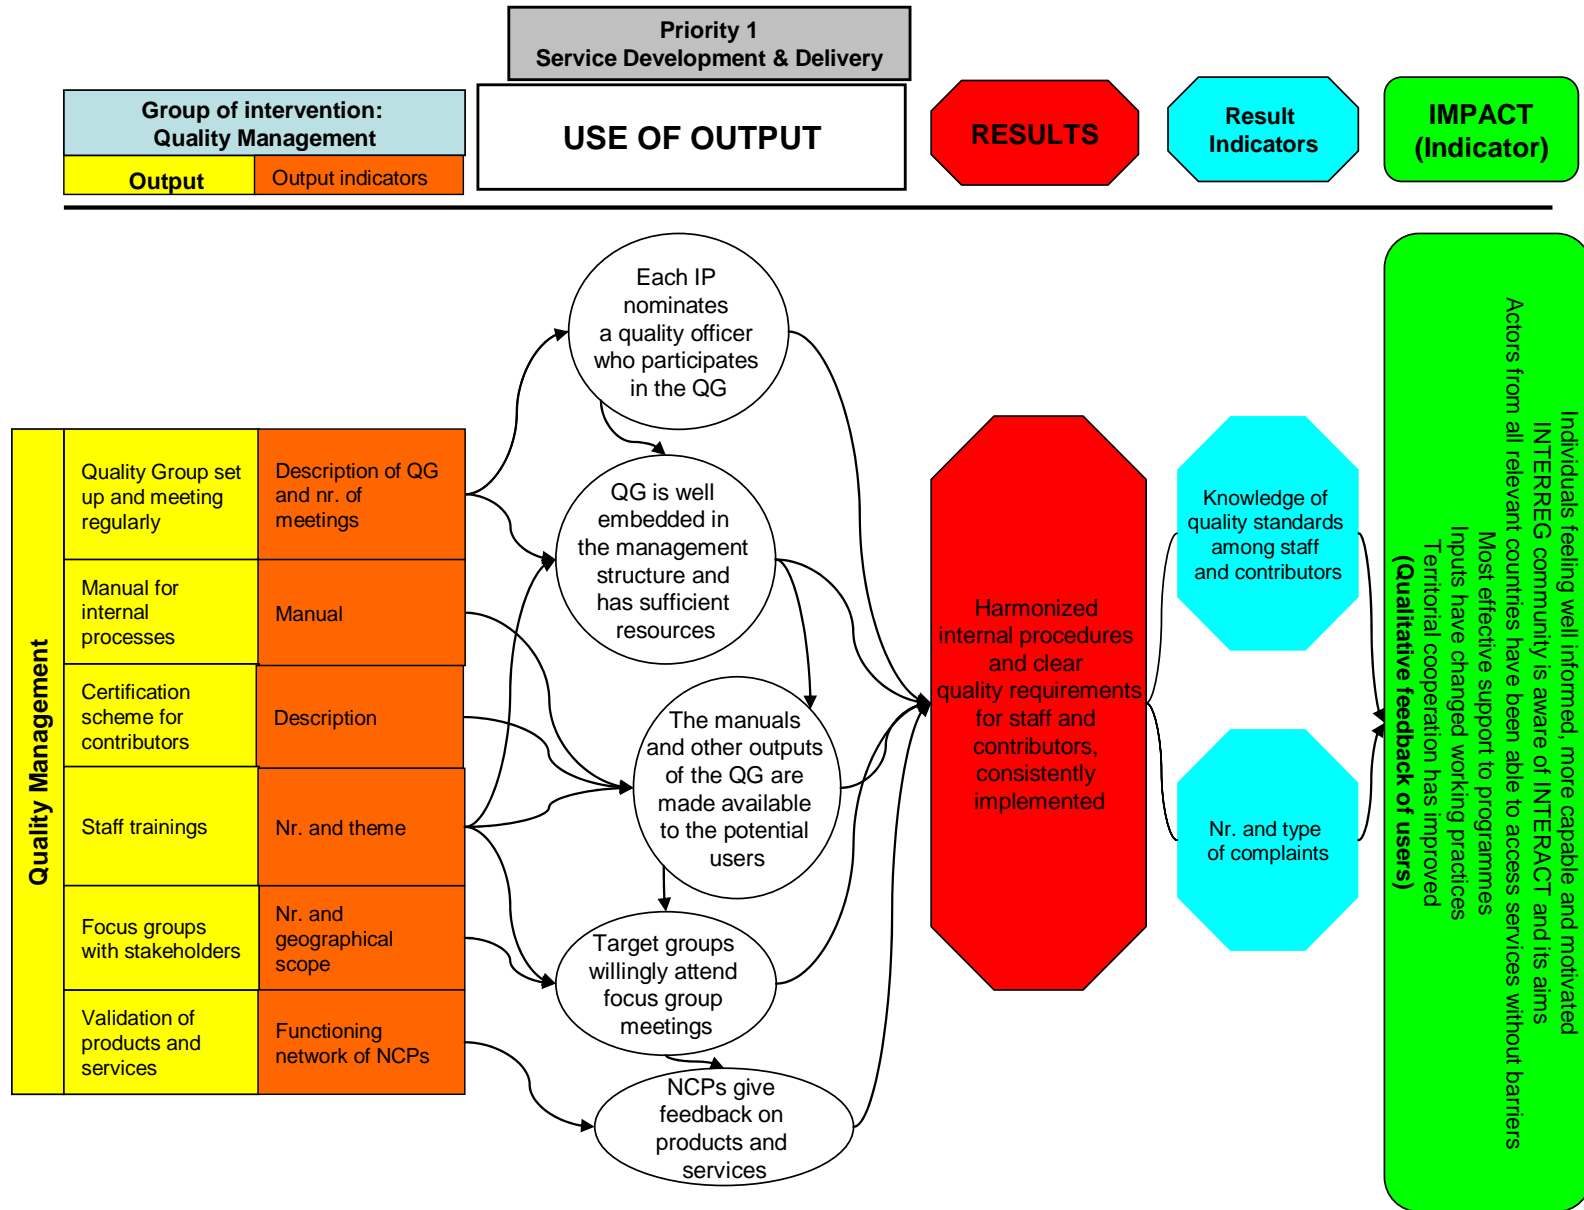 Priority 1
Service Development & Delivery
Group of intervention:
Quality Management
Output
Output indicators
USE OF OUTPUT
RESULTS
Result
Indicators
IMPACT
(Indicator)
Quality Management
Quality Group set
up and meeting
regularly
Description of QG
and nr. of
meetings
Manual for
internal
processes
Manual
Certification
scheme for
contributors
Description
Staff trainings
Nr. and theme
Focus groups
with stakeholders
Nr. and
geographical
scope
Validation of
products and
services
Functioning
network of NCPs
Each IP
nominates
a quality officer
who participates
in the QG
QG is well
embedded in
the management
structure and
has sufficient
resources
The manuals
and other outputs
of the QG are
made available
to the potential
users
Target groups
willingly attend
focus group
meetings
NCPs give
feedback on
products and
services
Harmonized
internal procedures
and clear
quality requirements
for staff and
contributors,
consistently
implemented
Knowledge of
quality standards
among staff
and contributors
Nr. and type
of complaints
Individuals feeling well informed, more capable and motivated
INTERREG community is aware of INTERACT and its aims
Actors from all relevant countries have been able to access services without barriers
Most effective support to programmes
Inputs have changed working practices
Territorial cooperation has improved
(Qualitative feedback of users)